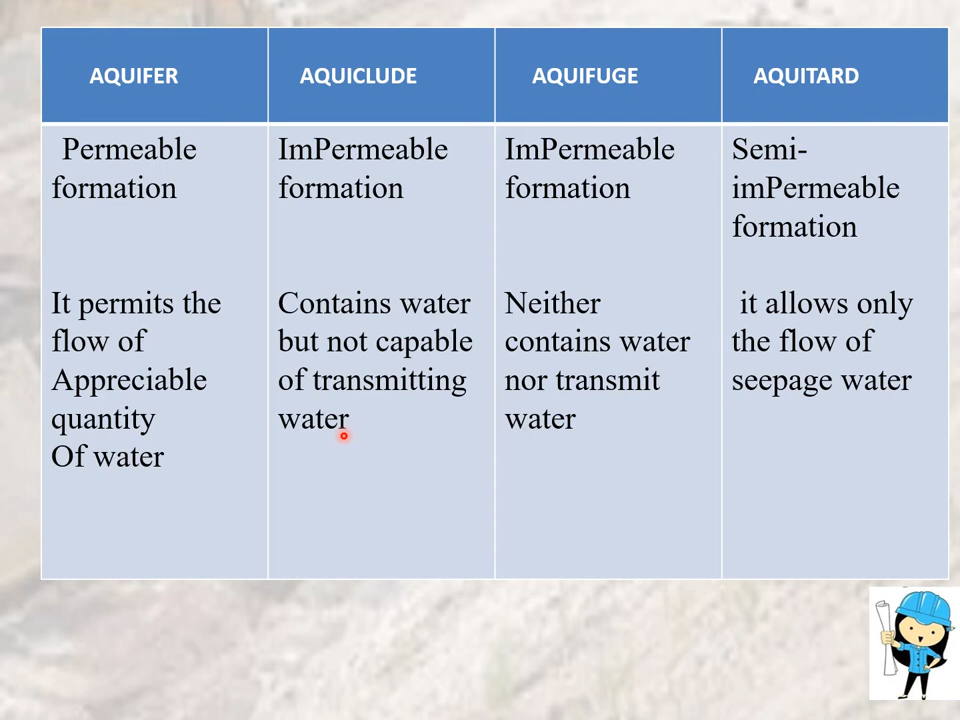 AQUIFER
AQUICLUDE
AQUIFUGE
AQUITARD
Permeable
formation
It permits the
flow of
Appreciable
quantity
Of water
ImPermeable
formation
Contains water
but not capable
of transmitting
water
ImPermeable
formation
Neither
contains water
nor transmit
water
Semi-
imPermeable
formation
it allows only
the flow of
seepage water